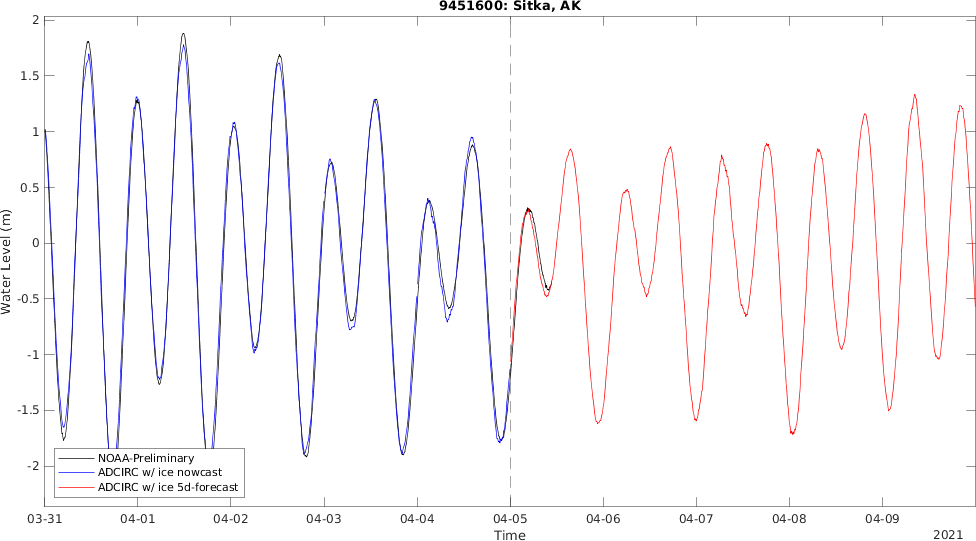 9451600: Sitka, AK
Water Level (m)
2
1.5
1
0.5
0
-0.5
-1
-1.5
-2
NOAA-Preliminary
ADCIRC w/ ice nowcast
ADCIRC w/ ice 5d-forecast
03-31 04-01 04-02 04-03 04-04 04-05 04-06 04-07 04-08 04-09
Time
2021